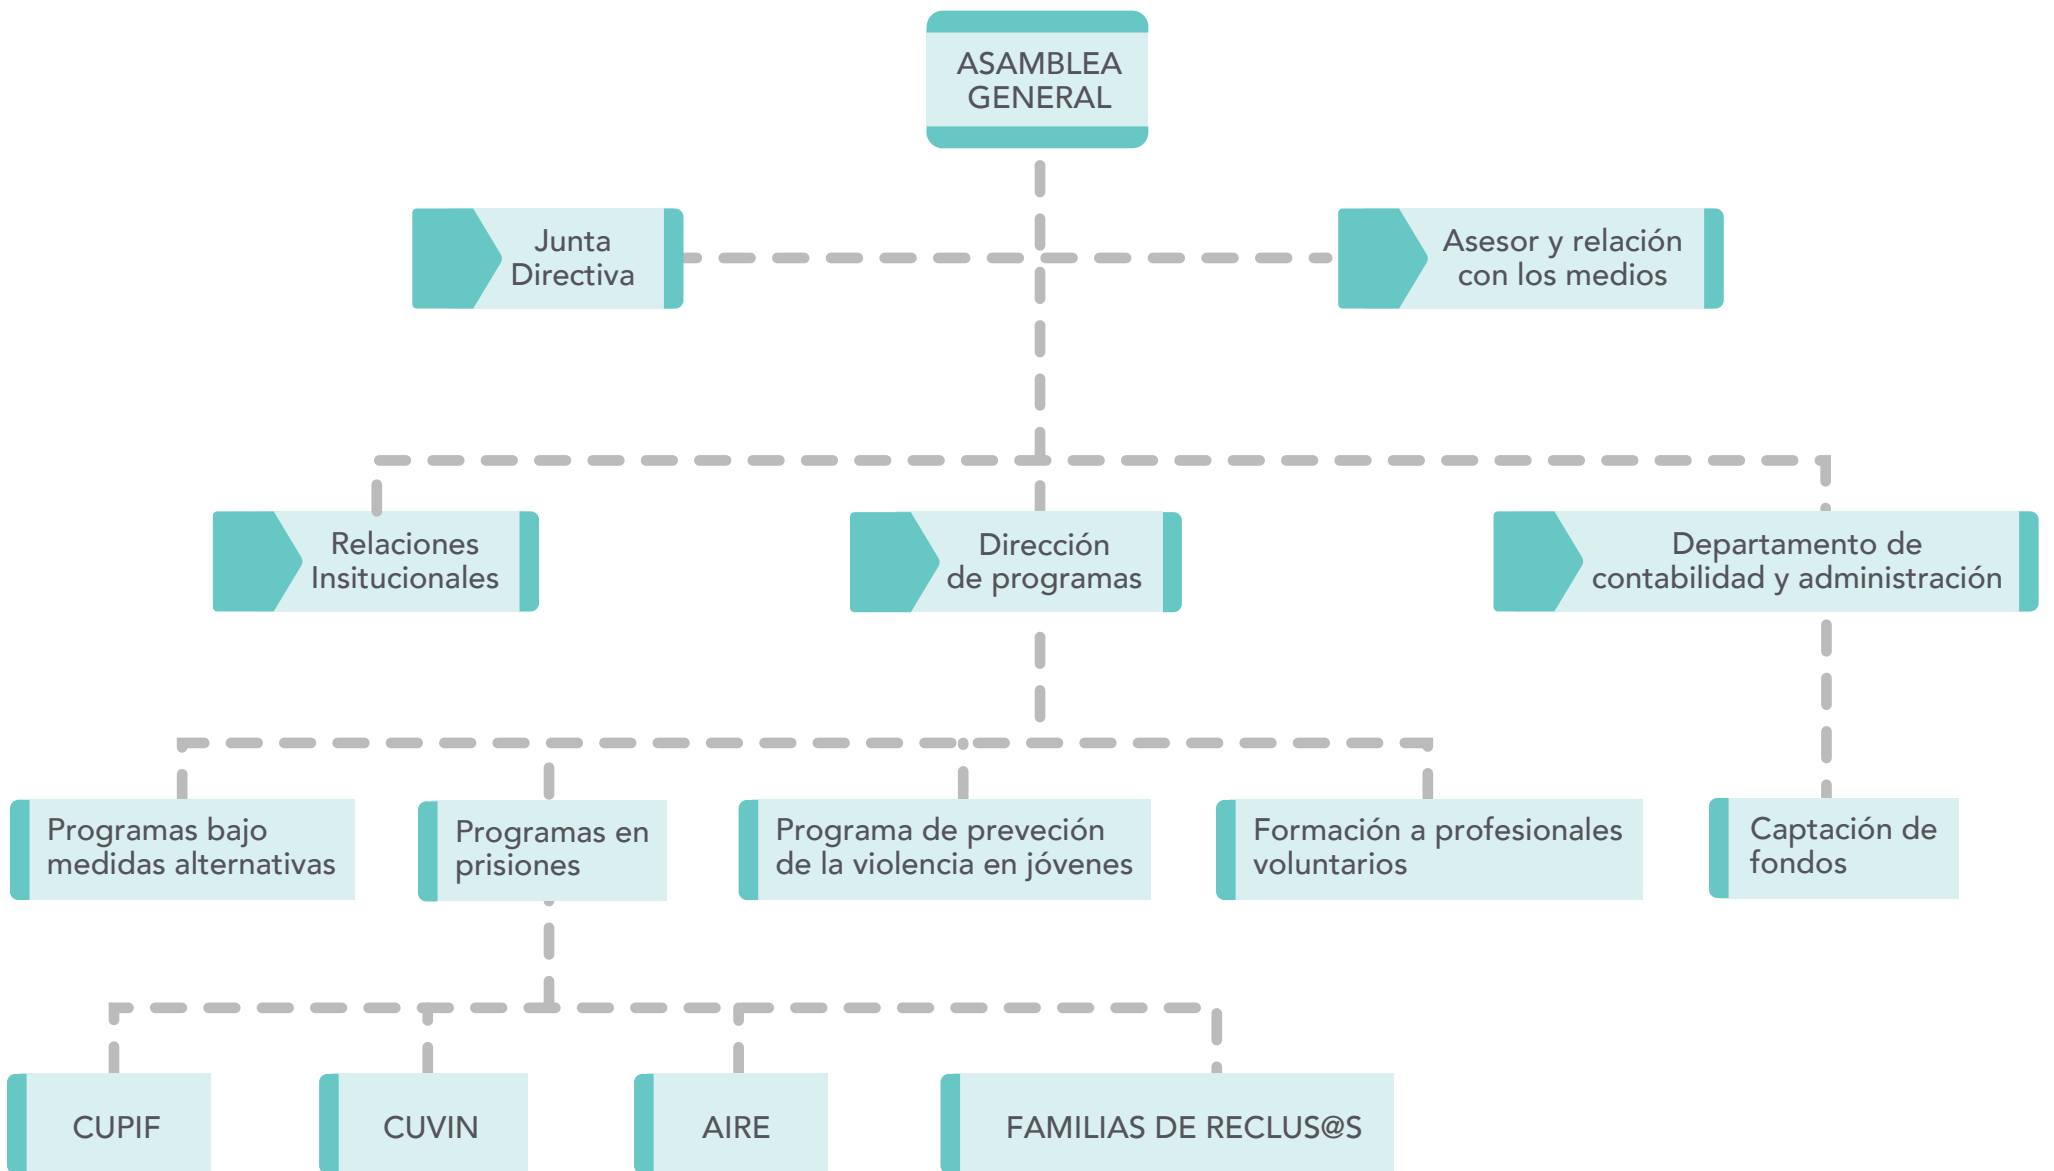 ASAMBLEA
GENERAL
Junta
Directiva
Asesor y relación
con los medios
Relaciones
Insitucionales
Dirección
de programas
Departamento de
contabilidad y administración
Programas bajo
medidas alternativas
Programas en
prisiones
Programa de preveción
de la violencia en jóvenes
Formación a profesionales
voluntarios
Captación de
fondos
CUPIF
CUVIN
AIRE
FAMILIAS DE RECLUS@S